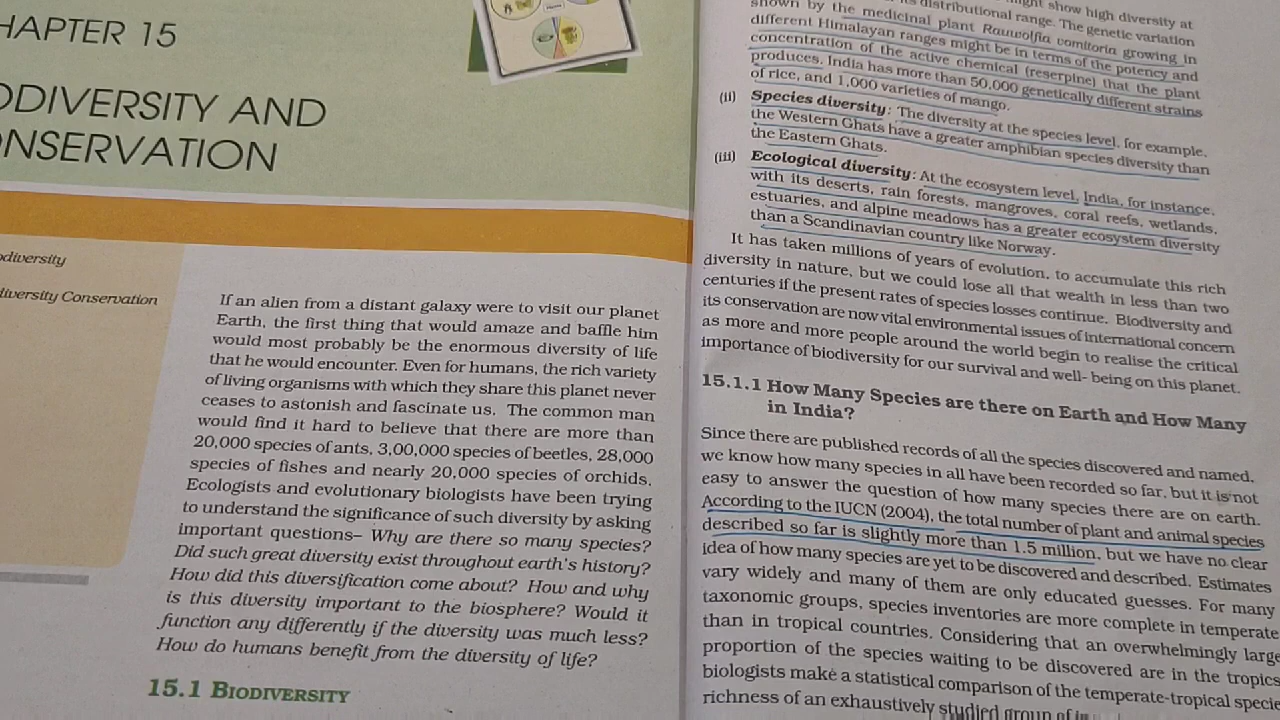 HAPTER 15
ODIVERSITY AND
ONSERVATION
odiversity
diversity Conservation
If an alien from a distant galaxy were to visit our planet
Earth, the first thing that would amaze and baffle him
would most probably be the enormous diversity of life
that he would encounter. Even for humans, the rich variety
of living organisms with which they share this planet never
ceases to astonish and fascinate us. The common man
would find it hard to believe that there are more than
20,000 species of ants, 3,00,000 species of beetles, 28,000
species of fishes and nearly 20,000 species of orchids.
Ecologists and evolutionary biologists have been trying
to understand the significance of such diversity by asking
important questions– Why are there so many species?
Did such great diversity exist throughout earth's history?
How did this diversification come about? How and why
is this diversity important to the biosphere? Would it
function any differently if the diversity was much less?
How do humans benefit from the diversity of life?
15.1 BIODIVERSITY
might show high diversity at
its distributional range. The genetic variation
shown by the medicinal plant Rauwolfia vomitoria growing in
different Himalayan ranges might be in terms of the potency and
concentration of the active chemical (reserpine) that the plant
produces. India has more than 50,000 genetically different strains
of rice, and 1,000 varieties of mango.
(ii) Species diversity: The diversity at the species level, for example,
the Western Ghats have a greater amphibian species diversity than
the Eastern Ghats.
(iii) Ecological diversity: At the ecosystem level, India, for instance,
with its deserts, rain forests, mangroves, coral reefs, wetlands,
estuaries, and alpine meadows has a greater ecosystem diversity
than a Scandinavian country like Norway.
It has taken millions of years of evolution, to accumulate this rich
diversity in nature, but we could lose all that wealth in less than two
centuries if the present rates of species losses continue. Biodiversity and
its conservation are now vital environmental issues of international concern
as more and more people around the world begin to realise the critical
importance of biodiversity for our survival and well- being on this planet.
15.1.1 How Many Species are there on Earth and How Many
in India?
Since there are published records of all the species discovered and named,
we know how many species in all have been recorded so far, but it is not
easy to answer the question of how many species there are on earth.
According to the IUCN (2004), the total number of plant and animal species
described so far is slightly more than 1.5 million, but we have no clear
idea of how many species are yet to be discovered and described. Estimates
vary widely and many of them are only educated guesses. For many
taxonomic groups, species inventories are more complete in temperate
than in tropical countries. Considering that an overwhelmingly large
proportion of the species waiting to be discovered are in the tropics
biologists make a statistical comparison of the temperate-tropical specie
richness of an exhaustively studied group of